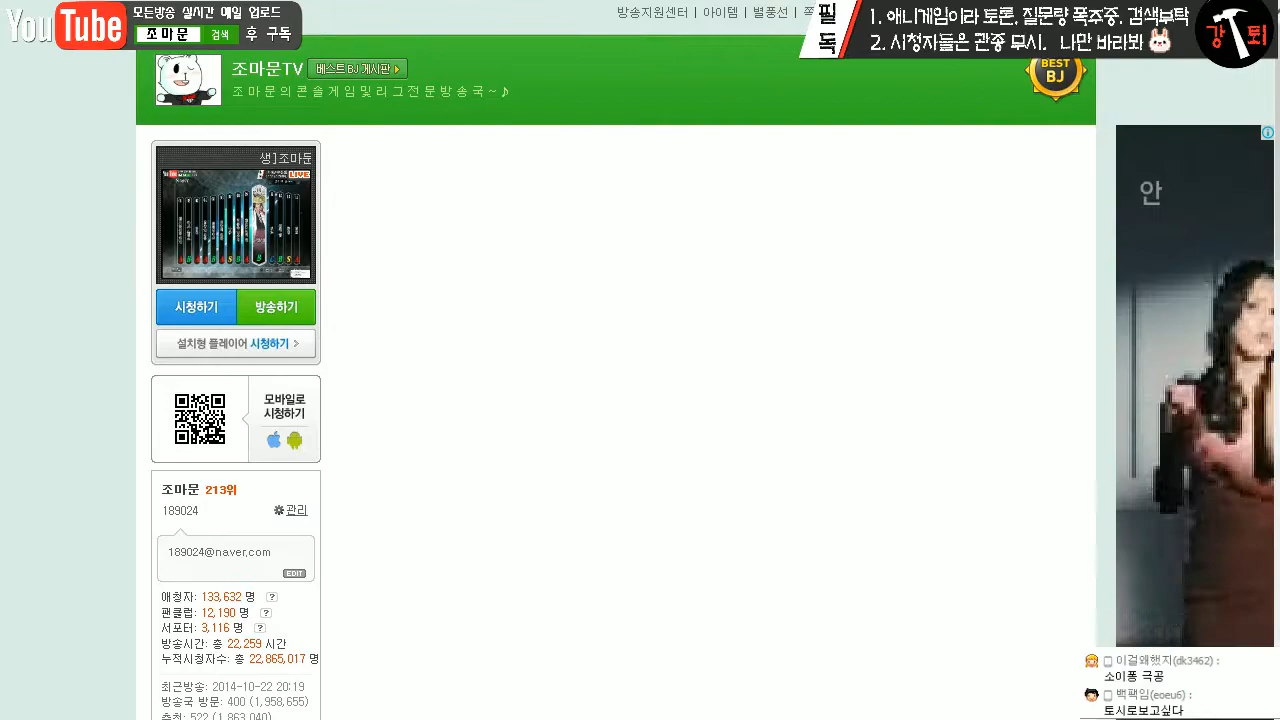 YouTube
모든방송 실시간 매일 업로드
조마문 검색 후 구독
방송지원센터 | 아이템 | 별풍선 |
필독
1. 애니게임이라 토론, 질문량 폭주중. 검색부탁
2. 시청자들은 관종 무시. 나만 바라봐
강퇴
조마문TV 베스트BJ 게시판
조마문의콘솔게임및리그전문방송국~♪
BEST
BJ
생]조마문
LIVE
시청하기 방송하기
설치형 플레이어 시청하기 >
모바일로
시청하기
조마문 213위
189024 관리
189024@naver.com
EDIT
애청자: 133,632 명 ?
팬클럽: 12,190 명 ?
서포터: 3,116 명 ?
방송시간: 총 22,259 시간
누적시청자수: 총 22,865,017 명
최근방송: 2014-10-22 20:19
방송국 방문: 400 (1,958,655)
추천: 522 (1,863,040)
안
이걸왜했지(dk3462) :
소이퐁 극공
백팩임(eoeu6) :
토시로보고싶다